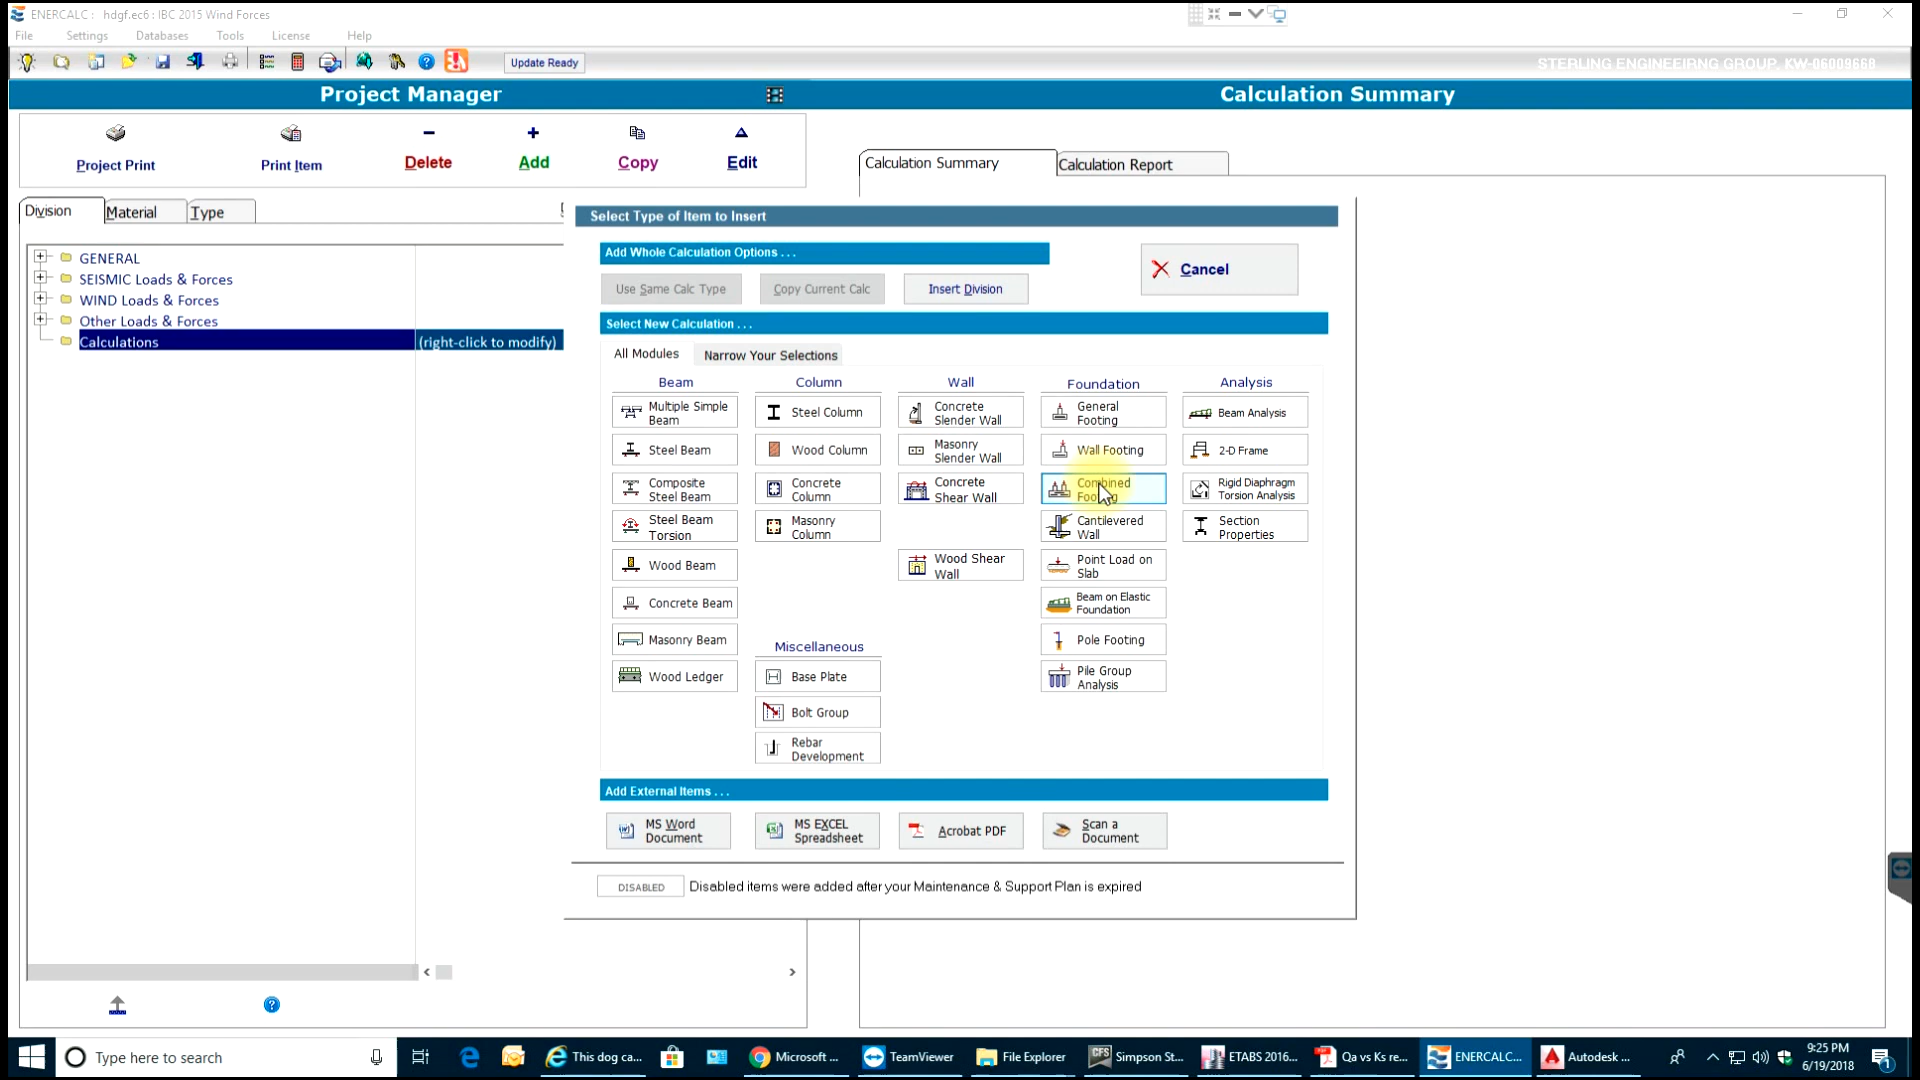 ENERCALC : hdgf.ec6 : IBC 2015 Wind Forces
File Settings Databases Tools License Help
Update Ready
STERLING ENGINEEIRNG GROUP, KW-06009668
Project Manager
Calculation Summary
Project Print
Print Item
Delete
Add
Copy
Edit
Calculation Summary
Calculation Report
Division
Material
Type
GENERAL
SEISMIC Loads & Forces
WIND Loads & Forces
Other Loads & Forces
Calculations
(right-click to modify)
Select Type of Item to Insert
Add Whole Calculation Options . . .
Cancel
Use Same Calc Type
Copy Current Calc
Insert Division
Select New Calculation . . .
All Modules
Narrow Your Selections
Beam
Multiple Simple
Beam
Steel Beam
Composite
Steel Beam
Steel Beam
Torsion
Wood Beam
Concrete Beam
Masonry Beam
Wood Ledger
Column
Steel Column
Wood Column
Concrete
Column
Masonry
Column
Miscellaneous
Base Plate
Bolt Group
Rebar
Development
Wall
Concrete
Slender Wall
Masonry
Slender Wall
Concrete
Shear Wall
Wood Shear
Wall
Foundation
General
Footing
Wall Footing
Combined
Footing
Cantilevered
Wall
Point Load on
Slab
Beam on Elastic
Foundation
Pole Footing
Pile Group
Analysis
Analysis
Beam Analysis
2-D Frame
Rigid Diaphragm
Torsion Analysis
Section
Properties
Add External Items . . .
MS Word
Document
MS EXCEL
Spreadsheet
Acrobat PDF
Scan a
Document
DISABLED
Disabled items were added after your Maintenance & Support Plan is expired
Type here to search
This dog ca...
Microsoft ...
TeamViewer
File Explorer
CFS
Simpson St...
ETABS 2016...
Qa vs Ks re...
ENERCALC...
Autodesk ...
9:25 PM
6/19/2018
1